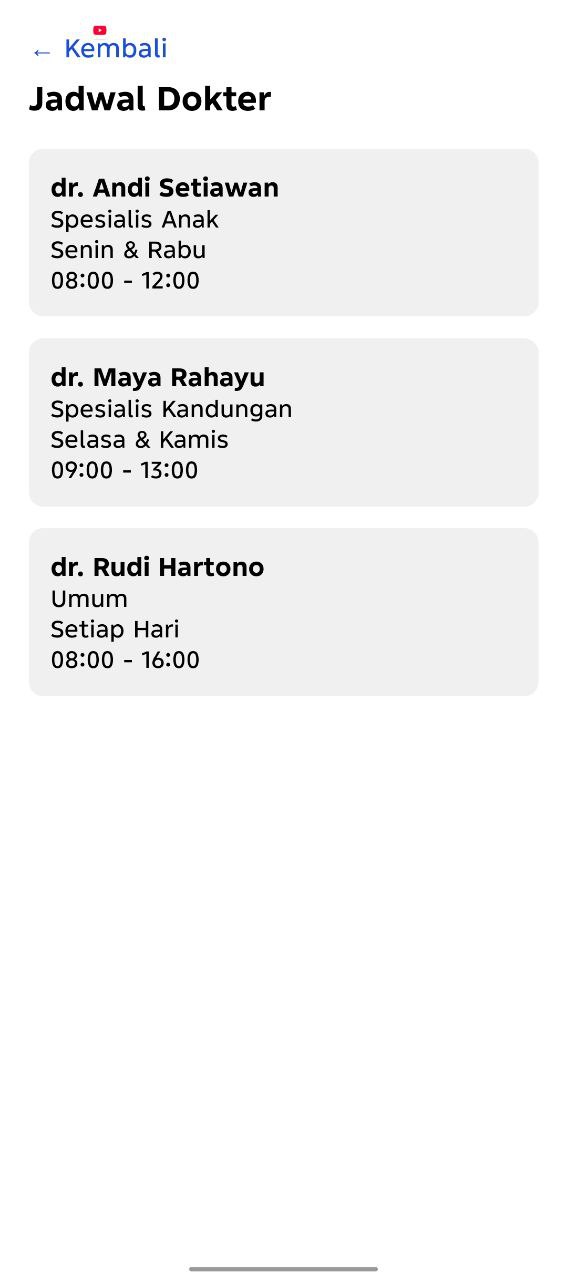 ← Kembali
Jadwal Dokter
dr. Andi Setiawan
Spesialis Anak
Senin & Rabu
08:00 - 12:00
dr. Maya Rahayu
Spesialis Kandungan
Selasa & Kamis
09:00 - 13:00
dr. Rudi Hartono
Umum
Setiap Hari
08:00 - 16:00